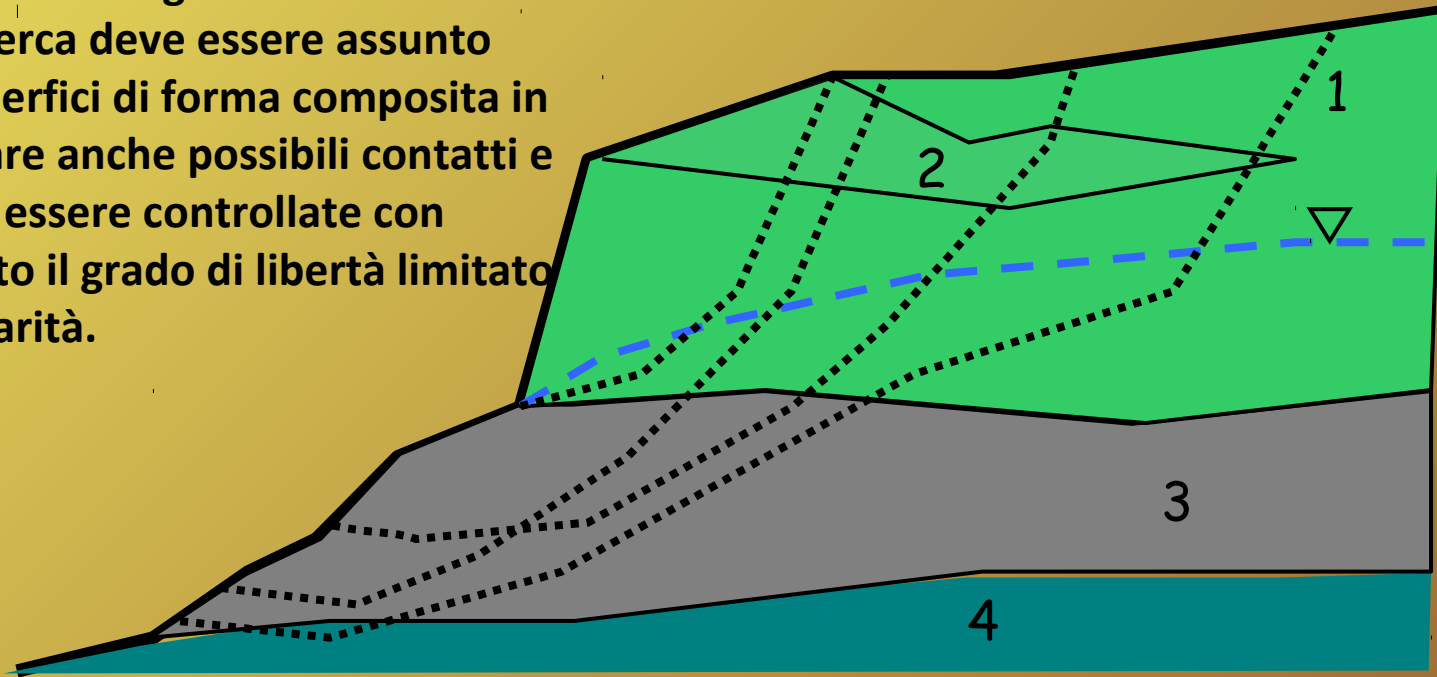 erca deve essere assunto
erfici di forma composita in
are anche possibili contatti e
essere controllate con
to il grado di libertà limitato
arità.
1
2
3
4